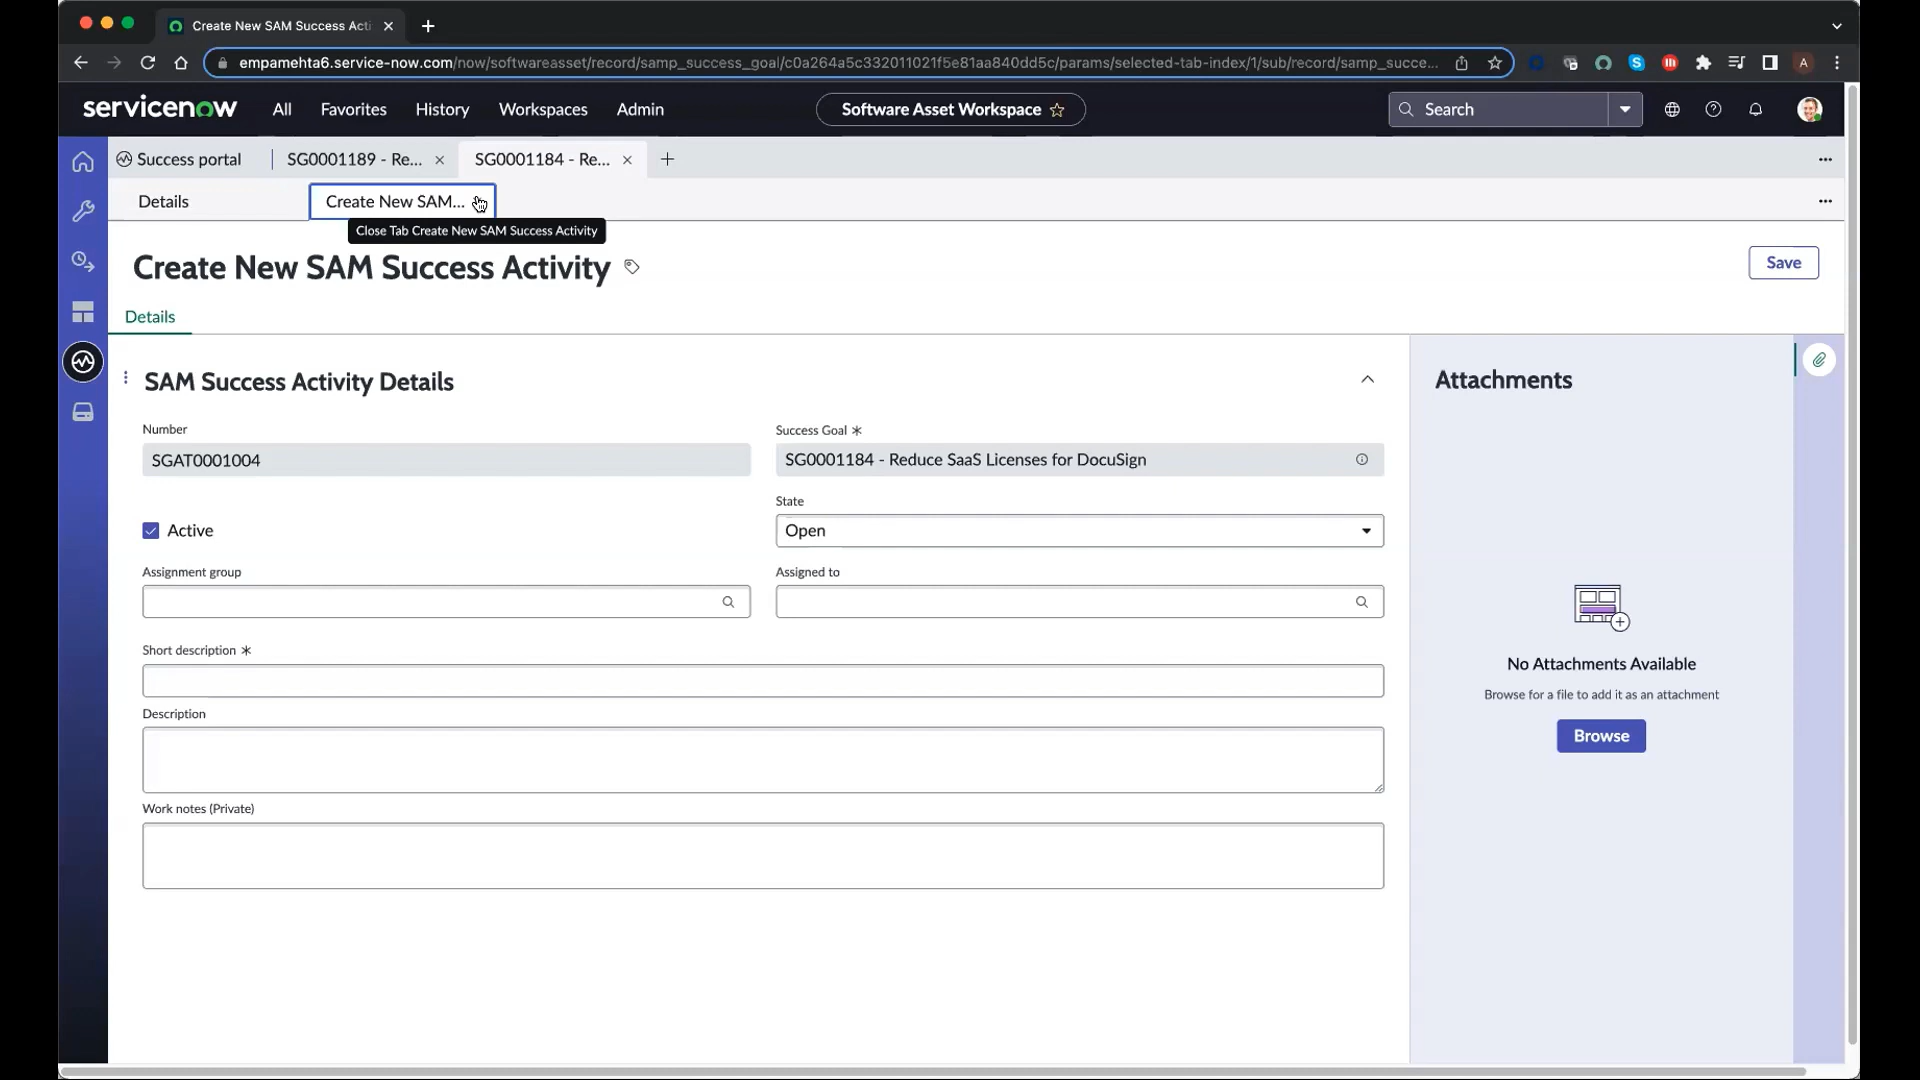 Create New SAM Success Acti
empamehta6.service-now.com/now/softwareasset/record/samp_success_goal/c0a264a5c332011021f5e81aa840dd5c/params/selected-tab-index/1/sub/record/samp_succe...
A
servicenow
All
Favorites
History
Workspaces
Admin
Software Asset Workspace
Search
Success portal
SG0001189 - Re...
SG0001184 - Re...
Details
Create New SAM...
Close Tab Create New SAM Success Activity
Create New SAM Success Activity
Save
Details
SAM Success Activity Details
Attachments
Number
SGAT0001004
Success Goal *
SG0001184 - Reduce SaaS Licenses for DocuSign
Active
State
Open
Assignment group
Assigned to
Short description *
Description
Work notes (Private)
No Attachments Available
Browse for a file to add it as an attachment
Browse